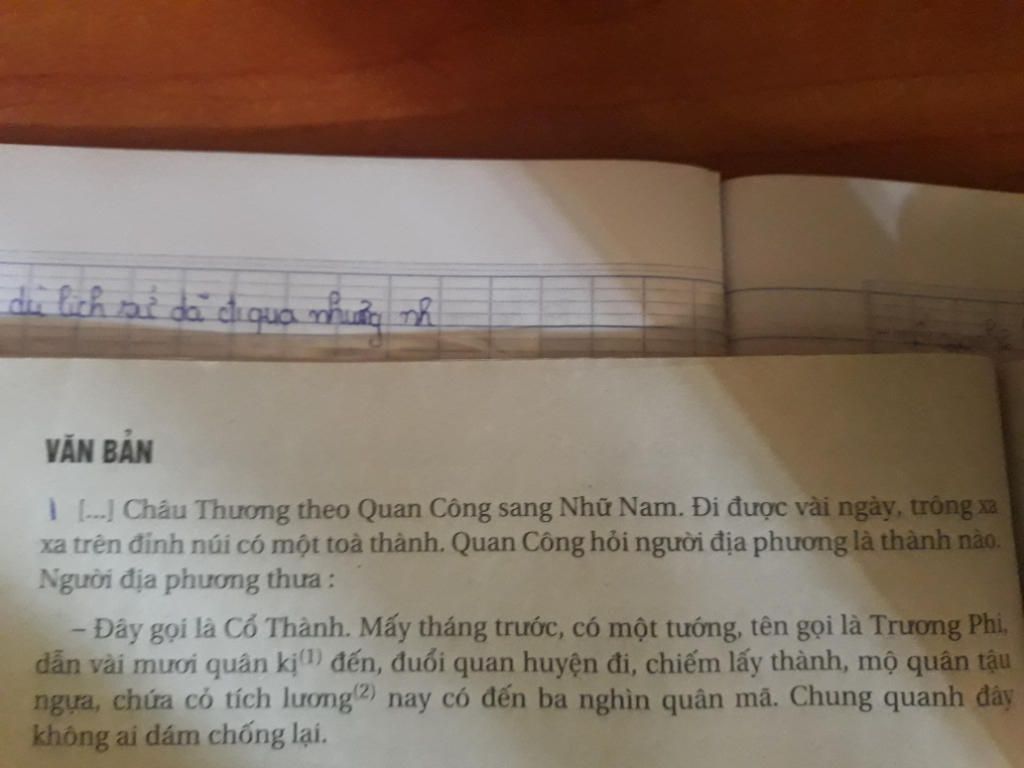 dù lịch sử đã đi qua những nh
VĂN BẢN
1 [...] Châu Thương theo Quan Công sang Nhữ Nam. Đi được vài ngày, trông xa
xa trên đỉnh núi có một toà thành. Quan Công hỏi người địa phương là thành nào.
Người địa phương thưa :
– Đây gọi là Cổ Thành. Mấy tháng trước, có một tướng, tên gọi là Trương Phi,
dẫn vài mươi quân kị(1) đến, đuổi quan huyện đi, chiếm lấy thành, mộ quân tậu
ngựa, chứa cỏ tích lương(2) nay có đến ba nghìn quân mã. Chung quanh đây
không ai dám chống lại.